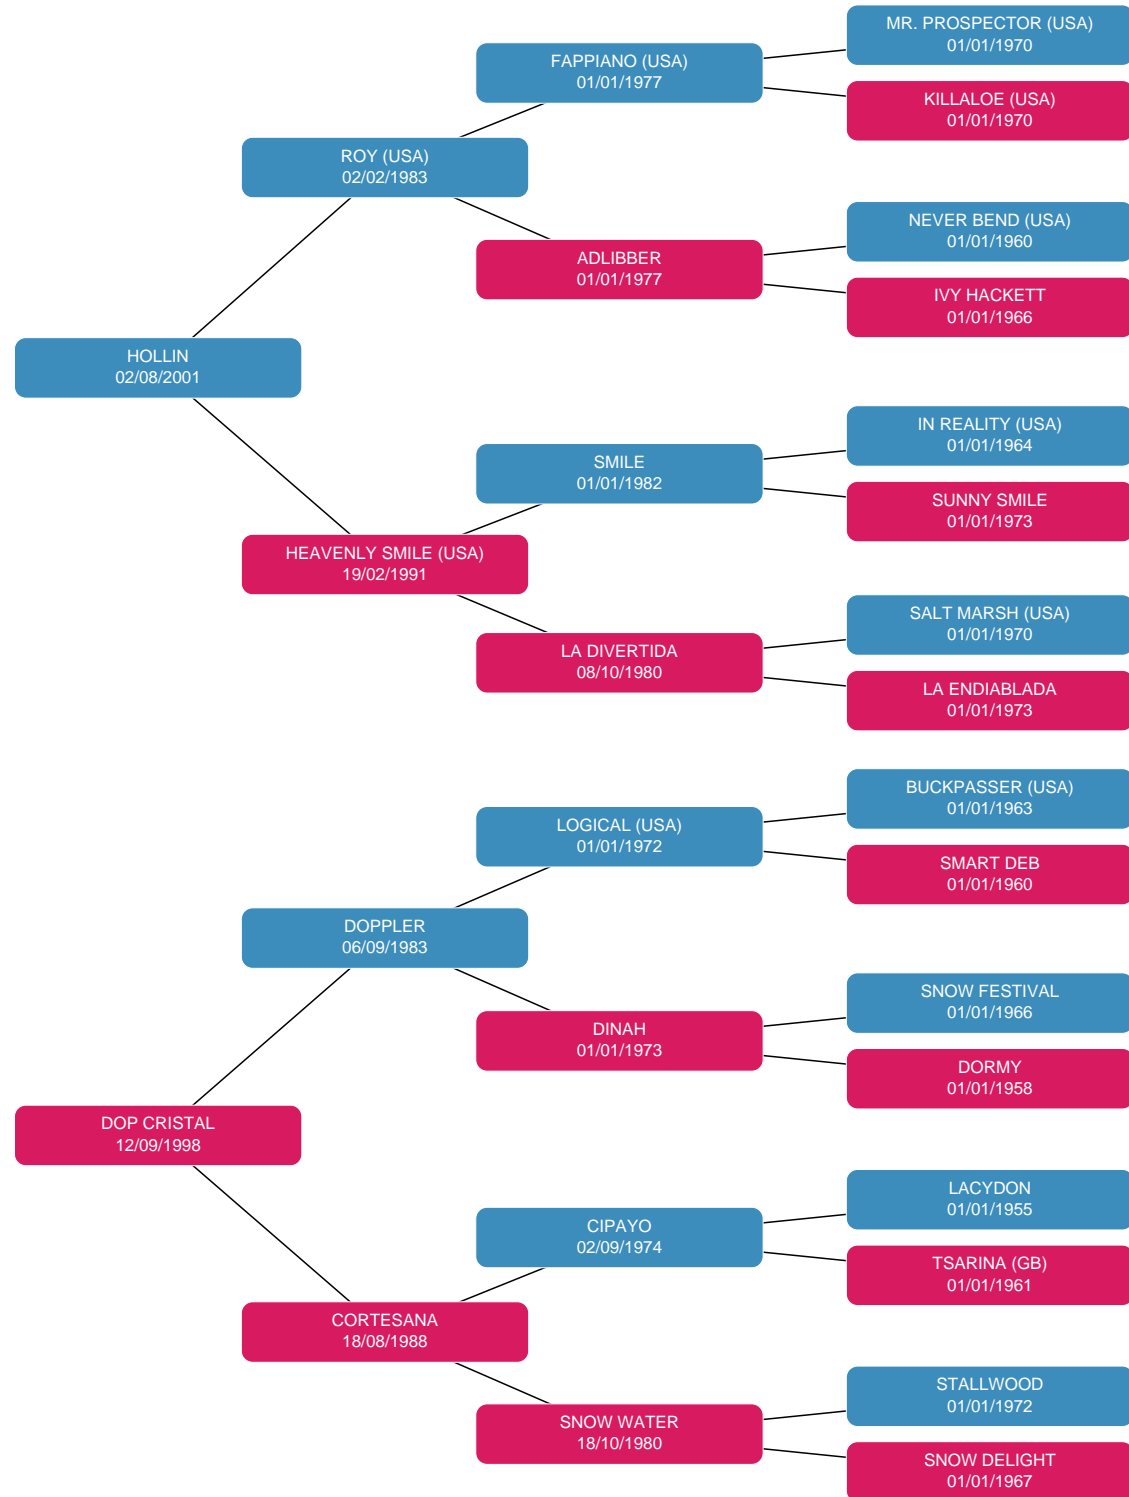 MR. PROSPECTOR (USA)
01/01/1970
FAPPIANO (USA)
01/01/1977
KILLALOE (USA)
01/01/1970
ROY (USA)
02/02/1983
NEVER BEND (USA)
01/01/1960
ADLIBBER
01/01/1977
IVY HACKETT
01/01/1966
HOLLIN
02/08/2001
IN REALITY (USA)
01/01/1964
SMILE
01/01/1982
SUNNY SMILE
01/01/1973
HEAVENLY SMILE (USA)
19/02/1991
SALT MARSH (USA)
01/01/1970
LA DIVERTIDA
08/10/1980
LA ENDIABLADA
01/01/1973
BUCKPASSER (USA)
01/01/1963
LOGICAL (USA)
01/01/1972
SMART DEB
01/01/1960
DOPPLER
06/09/1983
SNOW FESTIVAL
01/01/1966
DINAH
01/01/1973
DORMY
01/01/1958
DOP CRISTAL
12/09/1998
LACYDON
01/01/1955
CIPAYO
02/09/1974
TSARINA (GB)
01/01/1961
CORTESANA
18/08/1988
STALLWOOD
01/01/1972
SNOW WATER
18/10/1980
SNOW DELIGHT
01/01/1967